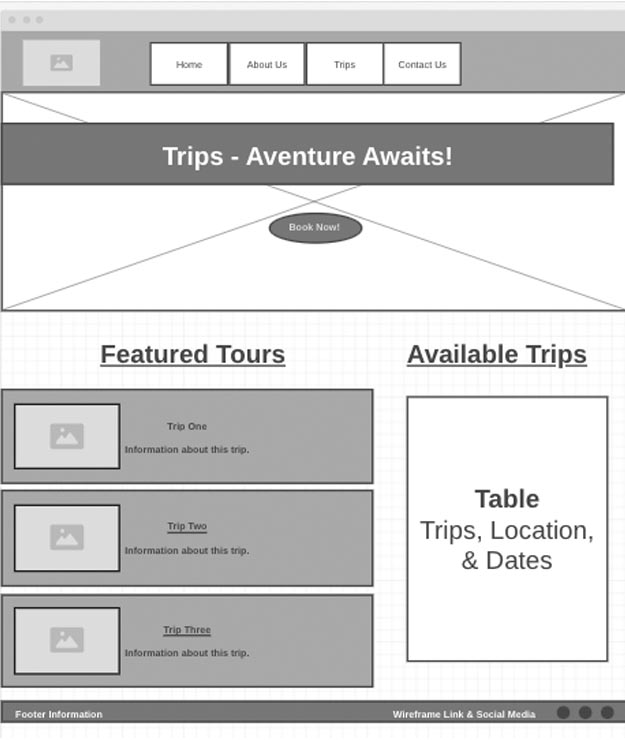 Home
About Us
Trips
Contact Us
Trips - Aventure Awaits!
Book Now!
Featured Tours
Available Trips
Trip One
Information about this trip.
Trip Two
Information about this trip.
Trip Three
Information about this trip.
Table
Trips, Location,
& Dates
Footer Information
Wireframe Link & Social Media